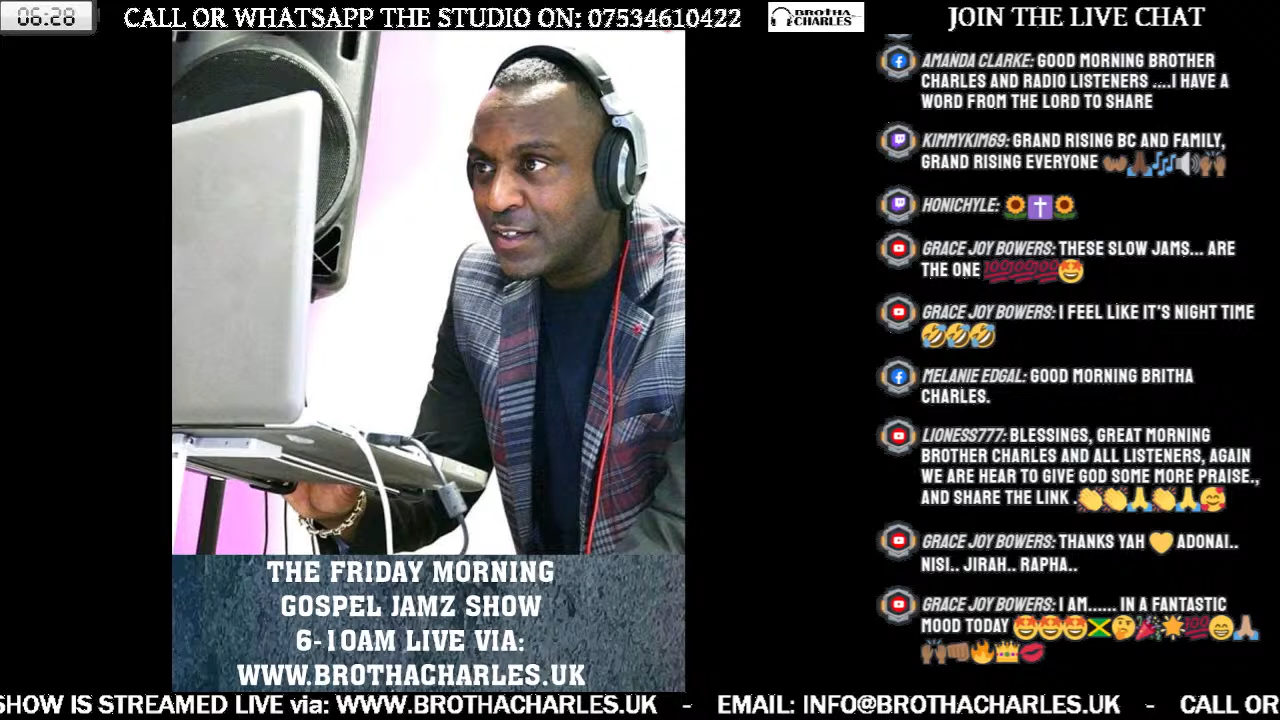 06:28
CALL OR WHATSAPP THE STUDIO ON: 07534610422
BROTHA
CHARLES
JOIN THE LIVE CHAT
AMANDA CLARKE: GOOD MORNING BROTHER
CHARLES AND RADIO LISTENERS ....I HAVE A
WORD FROM THE LORD TO SHARE
KIMMYKIM69: GRAND RISING BC AND FAMILY,
GRAND RISING EVERYONE 👐🏾🙏🏾🎶🔊🙌🏾
HONICHYLE: 🌻✝️🌻
GRACE JOY BOWERS: THESE SLOW JAMS... ARE
THE ONE 💯💯💯🤩
GRACE JOY BOWERS: I FEEL LIKE IT'S NIGHT TIME
🤣🤣🤣
MELANIE EDGAL: GOOD MORNING BRITHA
CHARLES.
LIONESS777: BLESSINGS, GREAT MORNING
BROTHER CHARLES AND ALL LISTENERS, AGAIN
WE ARE HEAR TO GIVE GOD SOME MORE PRAISE.,
AND SHARE THE LINK .👏👏🙏👏🙏🥰
GRACE JOY BOWERS: THANKS YAH 💛 ADONAI..
NISI.. JIRAH.. RAPHA..
GRACE JOY BOWERS: I AM...... IN A FANTASTIC
MOOD TODAY 🤩🤩🤩🇯🇲🤔🎉🌟💯😁🙏🏽
🙌🏽👊🏽🔥👑💋
THE FRIDAY MORNING
GOSPEL JAMZ SHOW
6-10AM LIVE VIA:
WWW.BROTHACHARLES.UK
SHOW IS STREAMED LIVE via: WWW.BROTHACHARLES.UK - EMAIL: INFO@BROTHACHARLES.UK - CALL OR